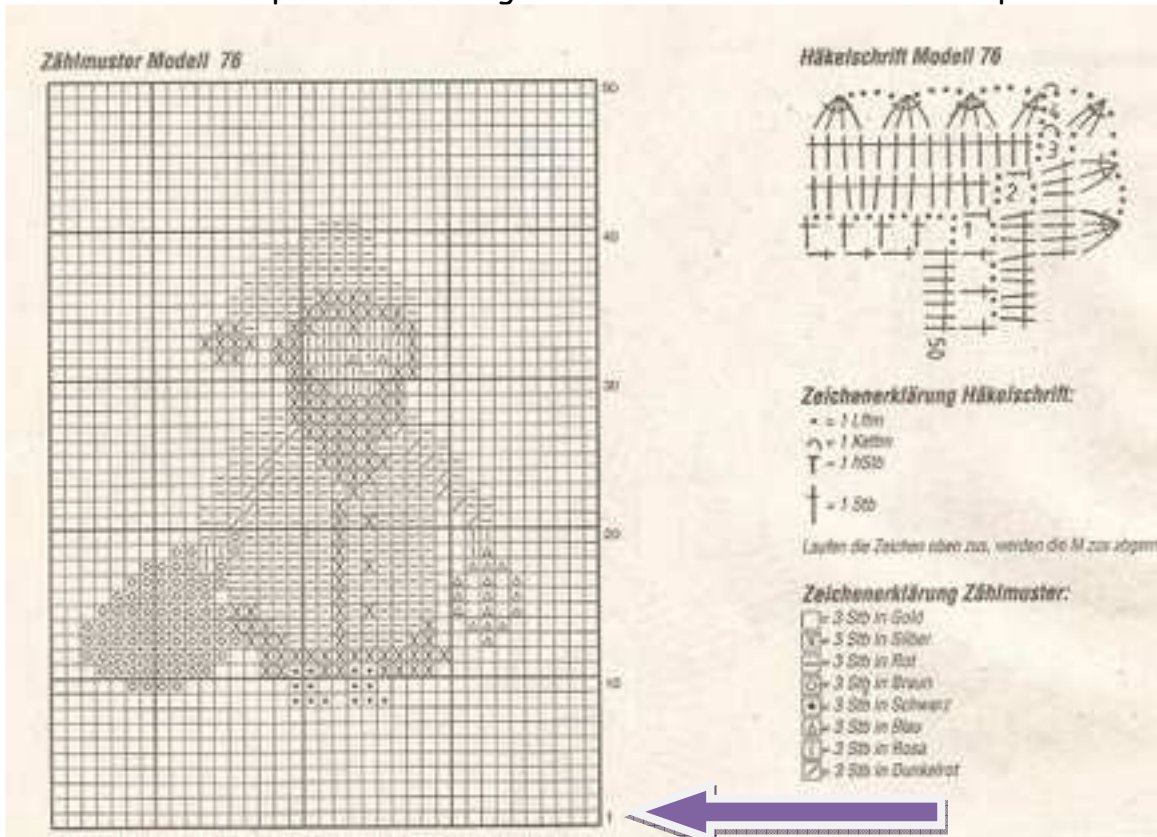 Zählmuster Modell 76
50
40
30
20
10
1
Häkelschrift Modell 76
4
3
2
1
50
Zeichenerklärung Häkelschrift:
• = 1 Lftm
= 1 Kettm
T = 1 hStb
= 1 Stb
Laufen die Zeichen oben zus, werden die M zus abgem
Zeichenerklärung Zählmuster:
= 3 Stb in Gold
= 3 Stb in Silber
= 3 Stb in Rot
= 3 Stb in Braun
= 3 Stb in Schwarz
= 3 Stb in Blau
= 3 Stb in Rosa
= 3 Stb in Dunkelrot